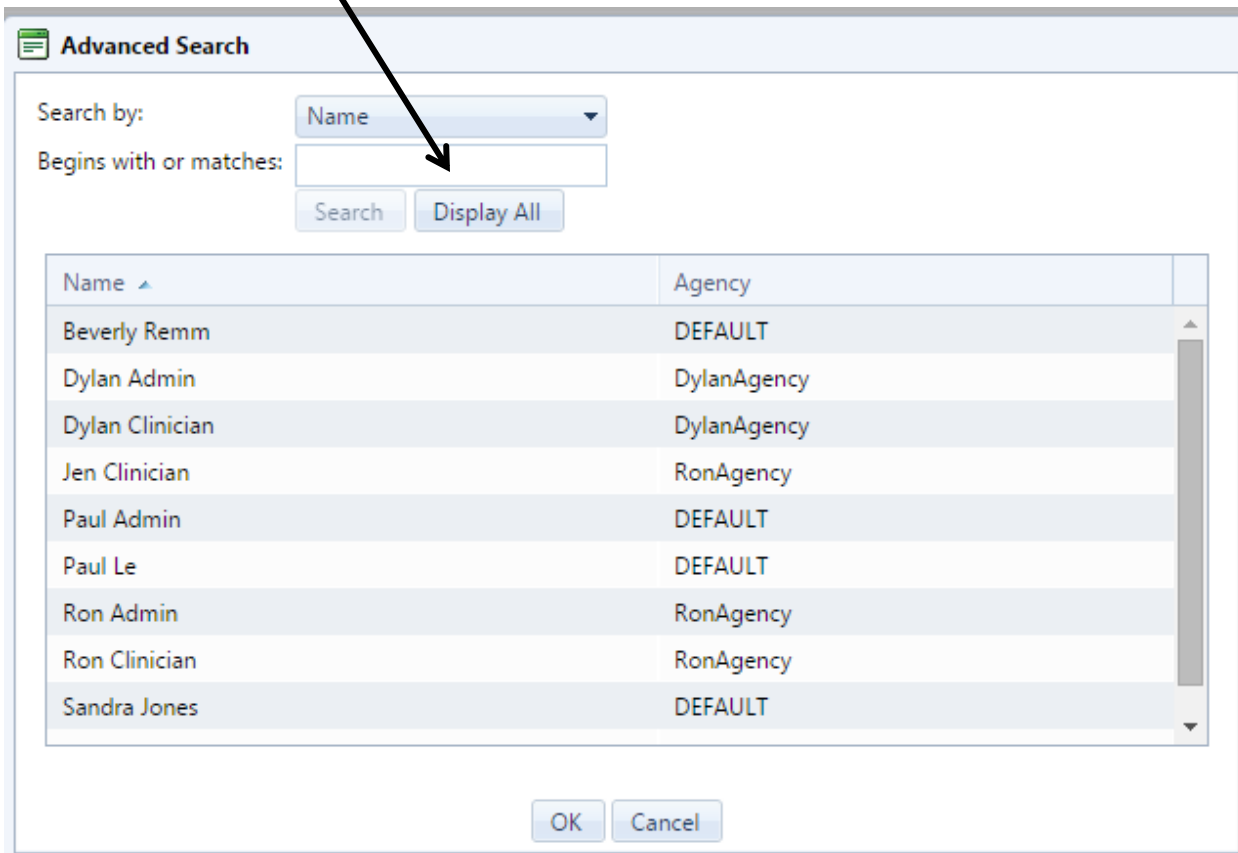 Advanced Search
Search by: Name
Begins with or matches:
Search Display All
Name Agency
Beverly Remm DEFAULT
Dylan Admin DylanAgency
Dylan Clinician DylanAgency
Jen Clinician RonAgency
Paul Admin DEFAULT
Paul Le DEFAULT
Ron Admin RonAgency
Ron Clinician RonAgency
Sandra Jones DEFAULT
OK Cancel